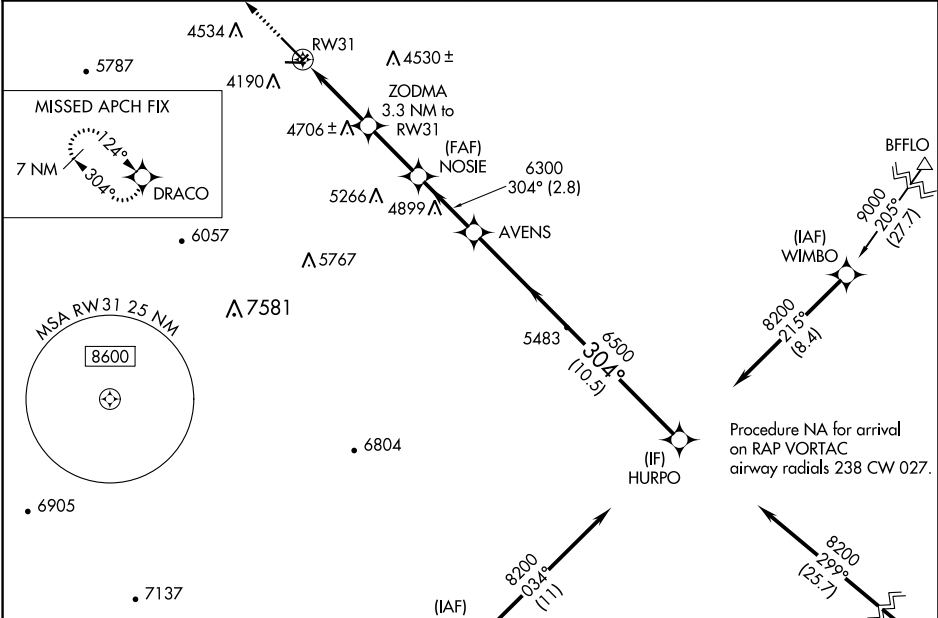 4534
RW31
4530 ±
5787
4190
MISSED APCH FIX
ZODMA
3.3 NM to
RW31
4706 ±
124°
7 NM
304°
DRACO
(FAF)
NOSIE
6300
304° (2.8)
BFFLO
5266
4899
9000
205°
(27.7)
AVENS
6057
(IAF)
WIMBO
5767
7581
MSA RW31 25 NM
8600
8200
215°
(8.4)
5483
6500
304°
(10.5)
Procedure NA for arrival
on RAP VORTAC
airway radials 238 CW 027.
6804
(IF)
HURPO
6905
8200
034°
(11)
8200
299°
(25.7)
7137
(IAF)